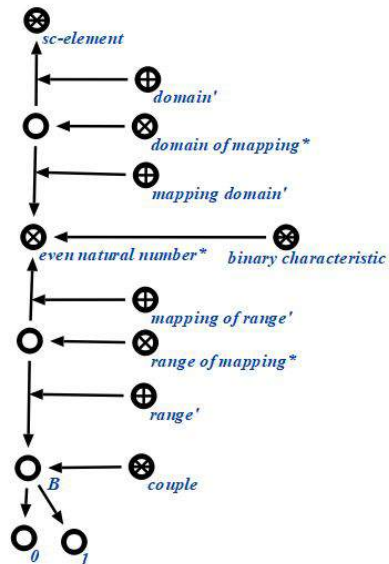 sc-element
domain'
domain of mapping*
mapping domain'
even natural number*
binary characteristic
mapping of range'
range of mapping*
range'
B
couple
0
1